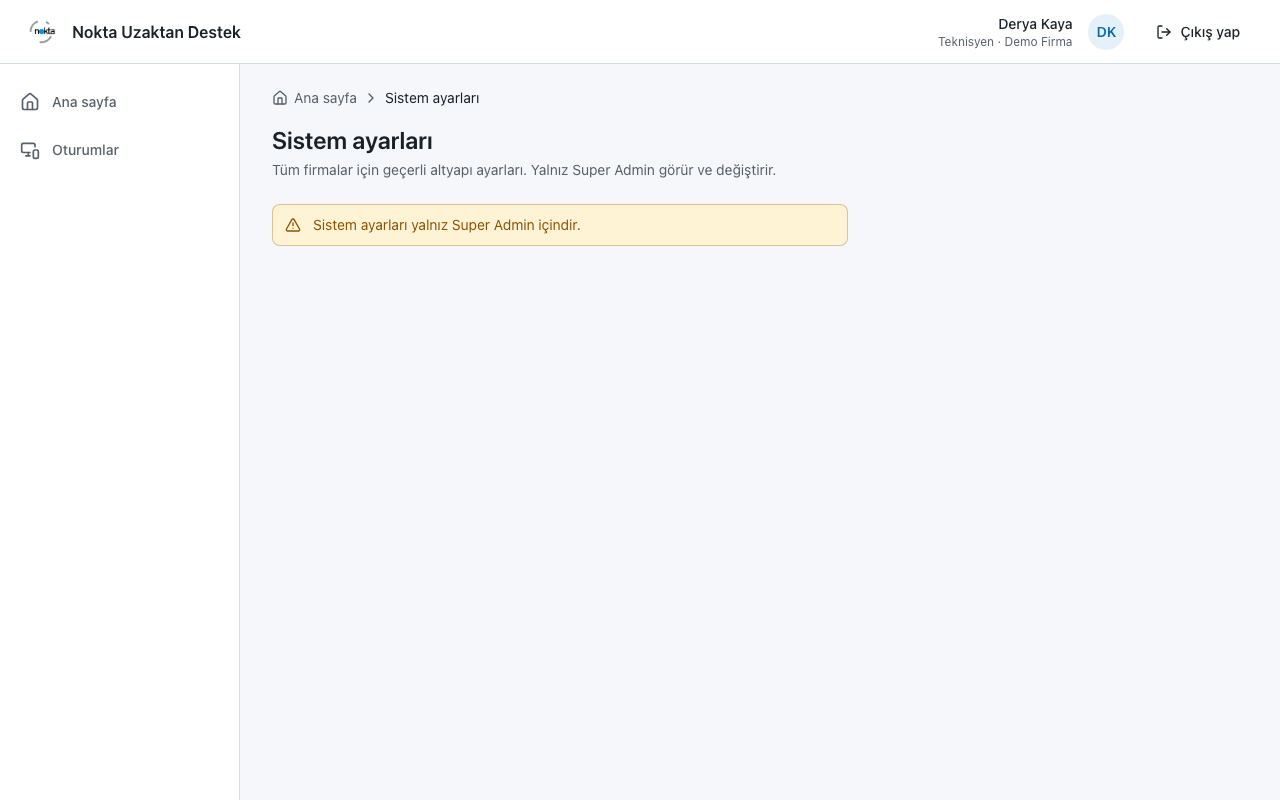 nokta
Nokta Uzaktan Destek
Derya Kaya
Teknisyen · Demo Firma
DK
Çıkış yap
Ana sayfa
Oturumlar
Ana sayfa > Sistem ayarları
Sistem ayarları
Tüm firmalar için geçerli altyapı ayarları. Yalnız Super Admin görür ve değiştirir.
Sistem ayarları yalnız Super Admin içindir.